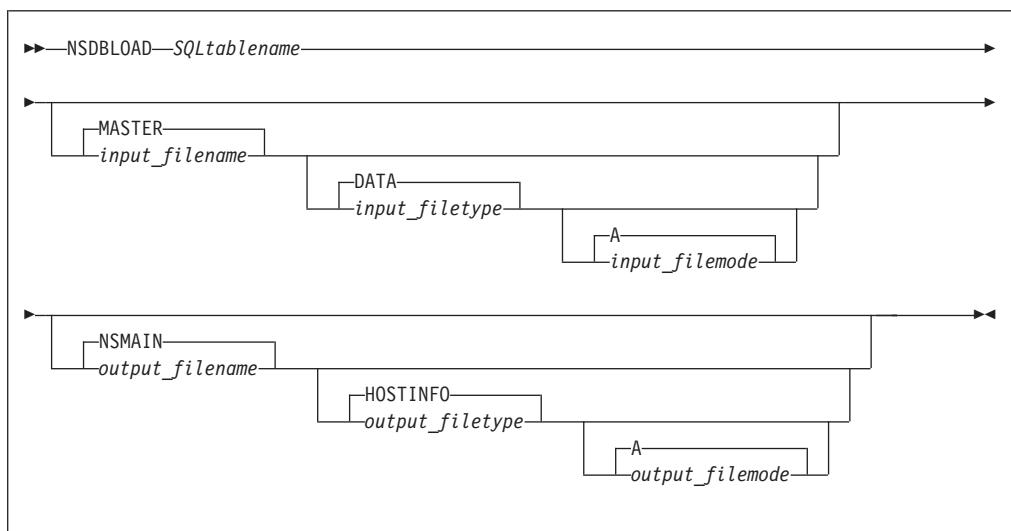 NSDBLOAD SQLtablename
MASTER
input_filename
DATA
input_filetype
A
input_filemode
NSMAIN
output_filename
HOSTINFO
output_filetype
A
output_filemode